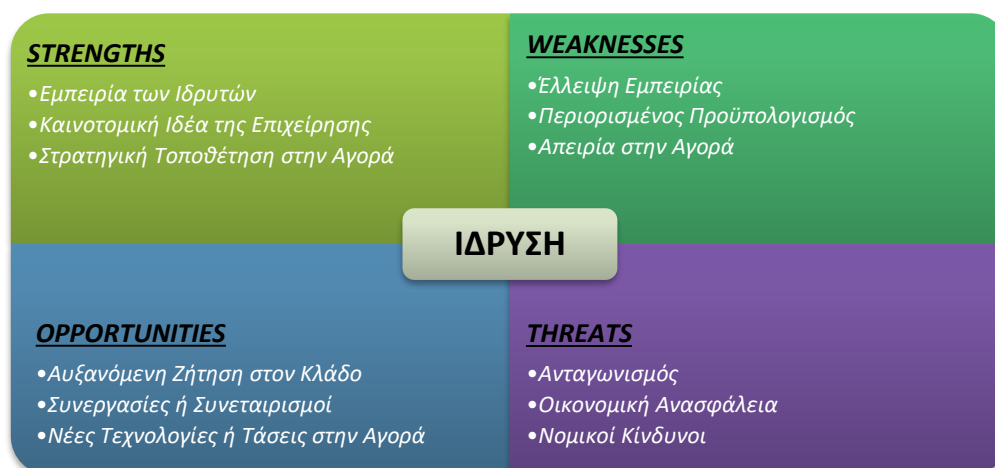 STRENGTHS
•Εμπειρία των Ιδρυτών
•Καινοτομική Ιδέα της Επιχείρησης
•Στρατηγική Τοποθέτηση στην Αγορά
WEAKNESSES
•Έλλειψη Εμπειρίας
•Περιορισμένος Προϋπολογισμός
•Απειρία στην Αγορά
ΙΔΡΥΣΗ
OPPORTUNITIES
•Αυξανόμενη Ζήτηση στον Κλάδο
•Συνεργασίες ή Συνεταιρισμοί
•Νέες Τεχνολογίες ή Τάσεις στην Αγορά
THREATS
•Ανταγωνισμός
•Οικονομική Ανασφάλεια
•Νομικοί Κίνδυνοι